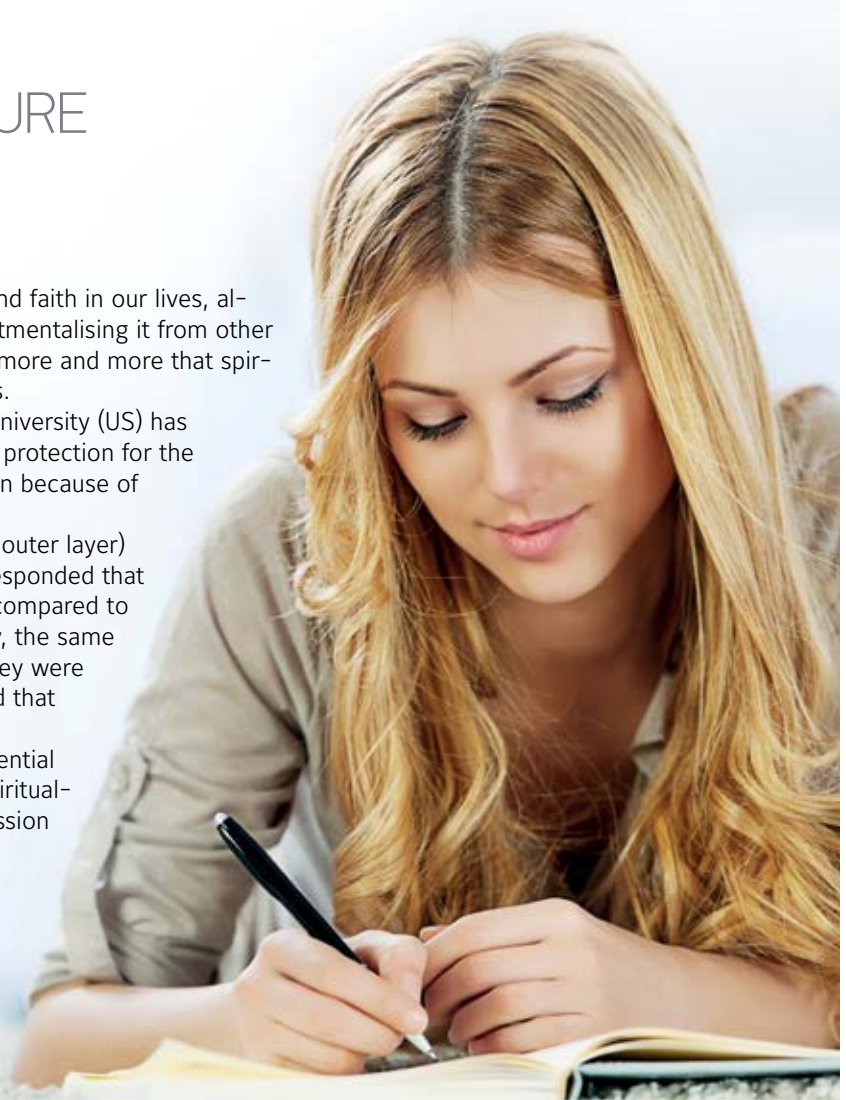 URE
nd faith in our lives, al-
tmentalising it from other
more and more that spir-
s.
niversity (US) has
protection for the
n because of
outer layer)
esponded that
compared to
, the same
ey were
d that
ential
iritual-
ssion